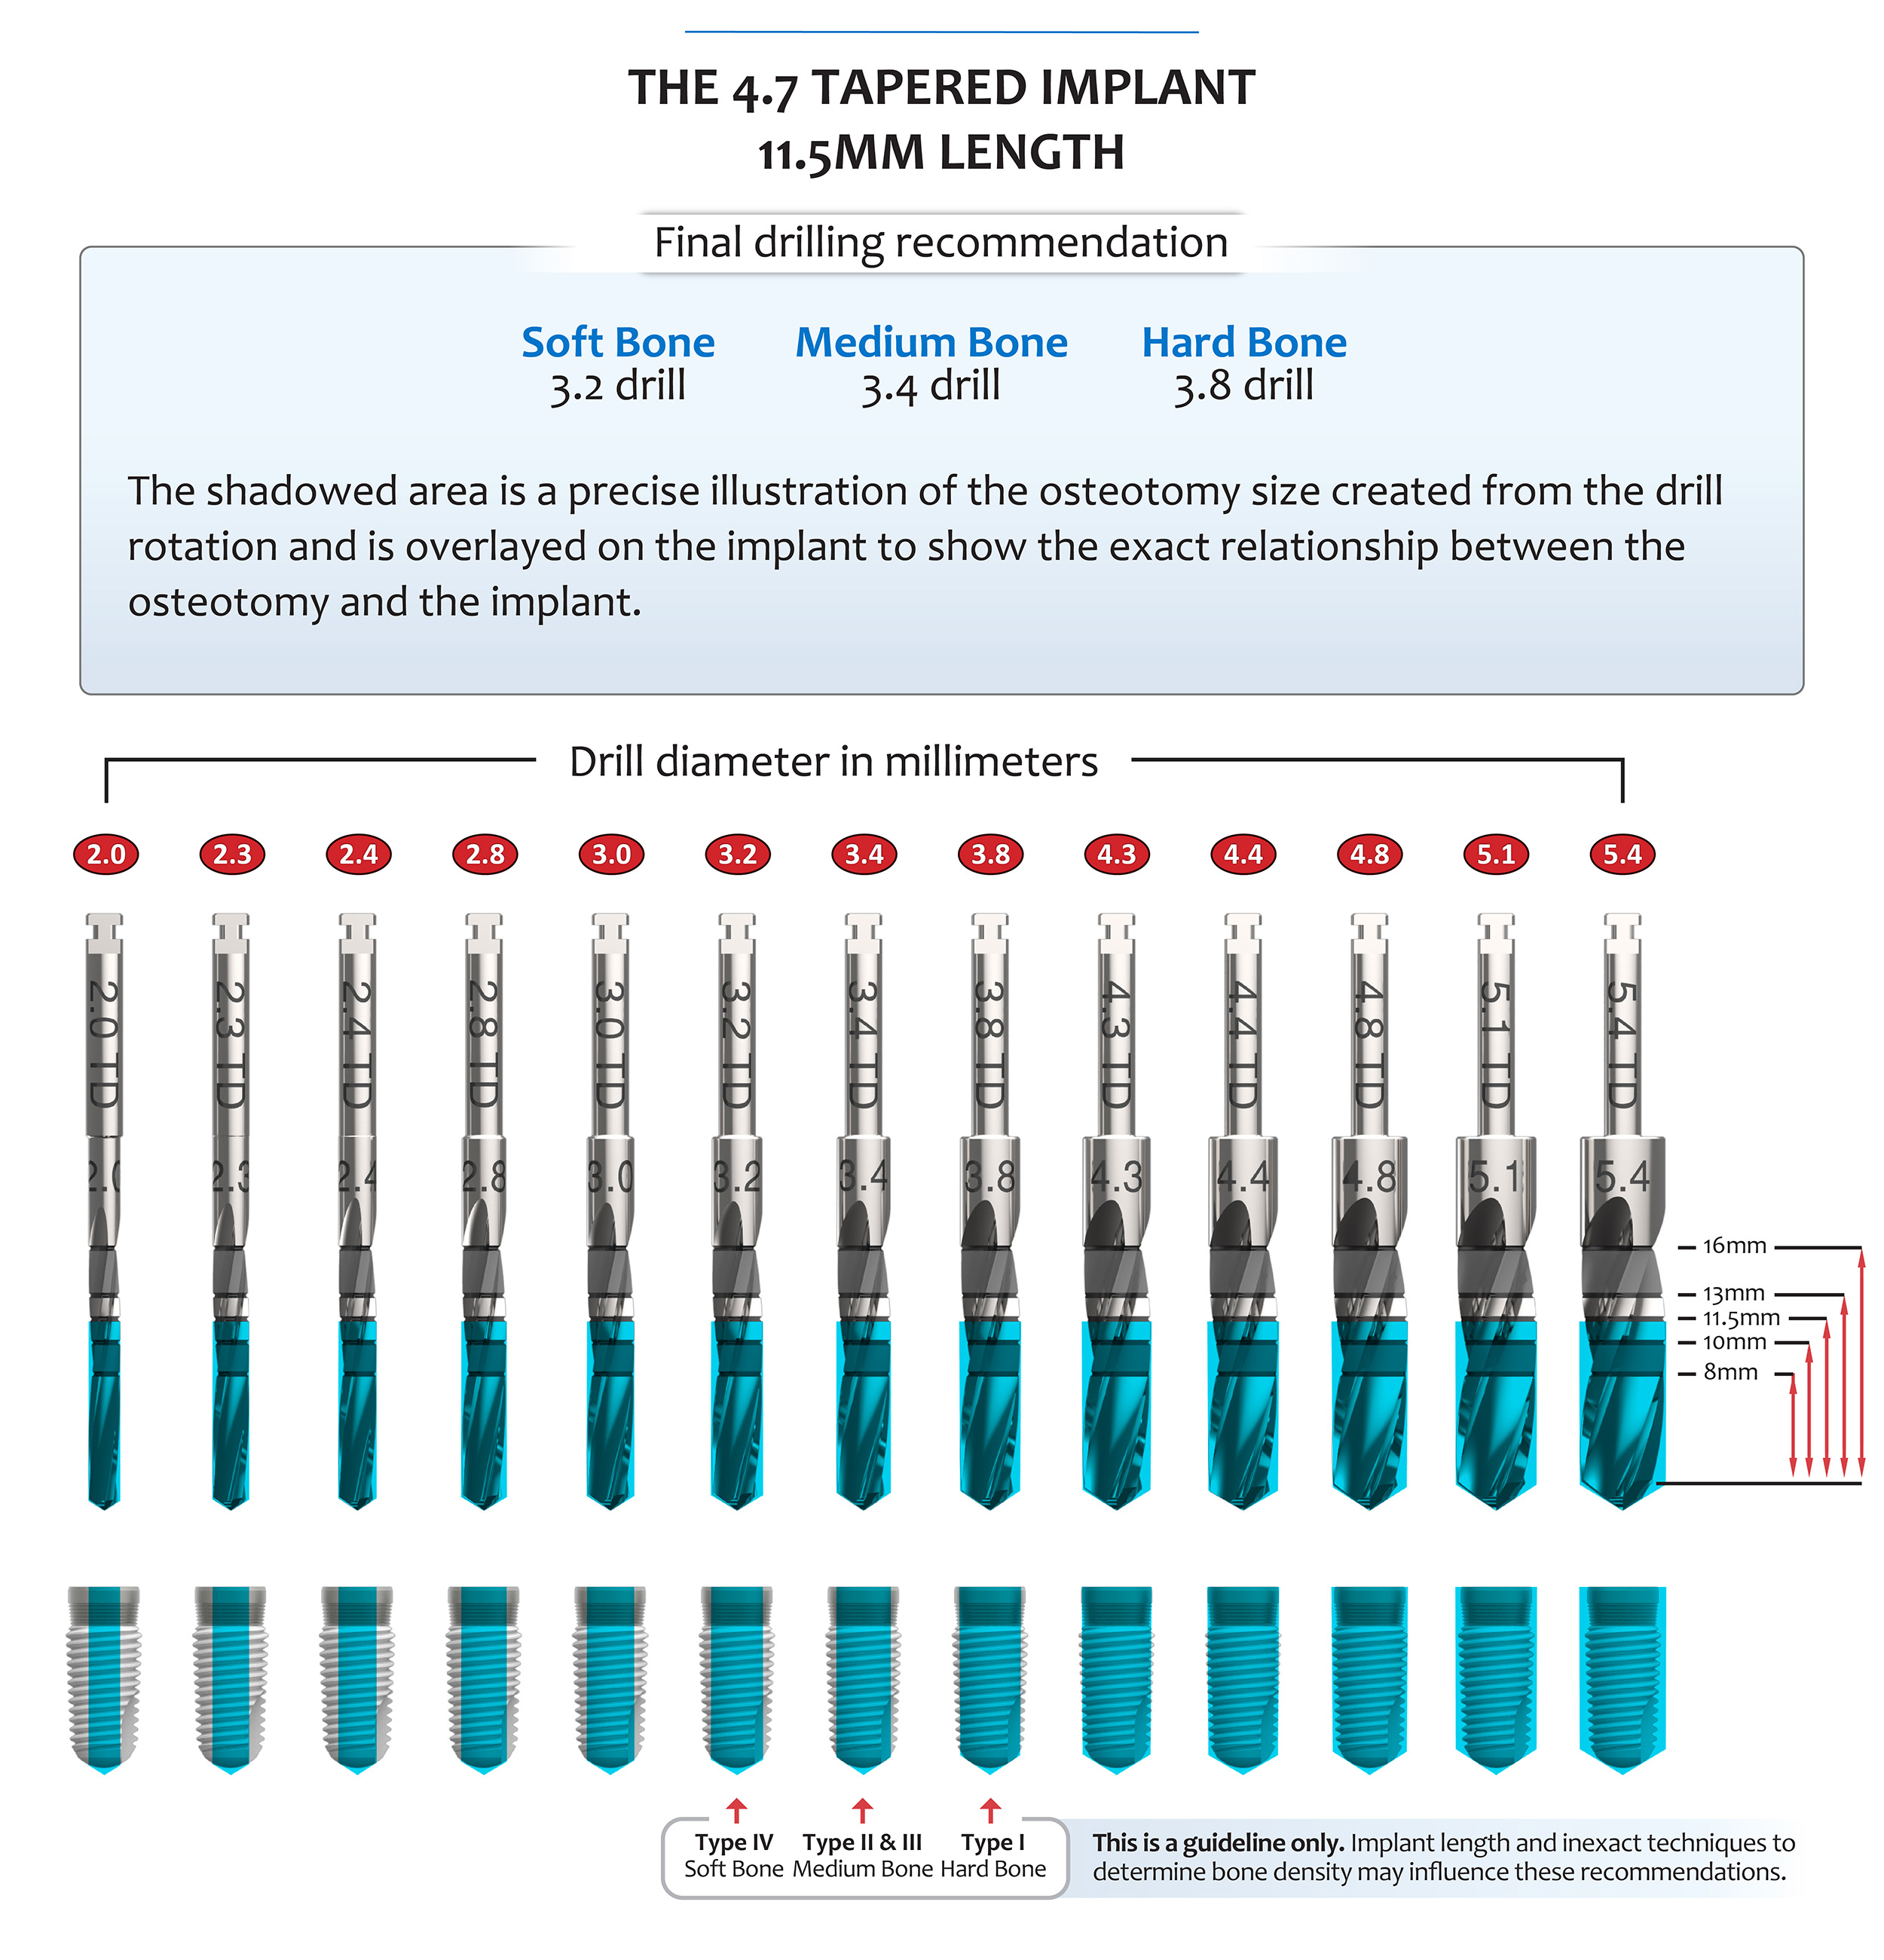 THE 4.7 TAPERED IMPLANT
11.5MM LENGTH
Final drilling recommendation
Soft Bone Medium Bone Hard Bone
3.2 drill 3.4 drill 3.8 drill
The shadowed area is a precise illustration of the osteotomy size created from the drill
rotation and is overlayed on the implant to show the exact relationship between the
osteotomy and the implant.
Drill diameter in millimeters
2.0 2.3 2.4 2.8 3.0 3.2 3.4 3.8 4.3 4.4 4.8 5.1 5.4
2.0 TD 2.3 TD 2.4 TD 2.8 TD 3.0 TD 3.2 TD 3.4 TD 3.8 TD 4.3 TD 4.4 TD 4.8 TD 5.1 TD 5.4 TD
2.0 2.3 2.4 2.8 3.0 3.2 3.4 3.8 4.3 4.4 4.8 5.1 5.4
16mm
13mm
11.5mm
10mm
8mm
Type IV Type II & III Type I
Soft Bone Medium Bone Hard Bone
This is a guideline only. Implant length and inexact techniques to
determine bone density may influence these recommendations.